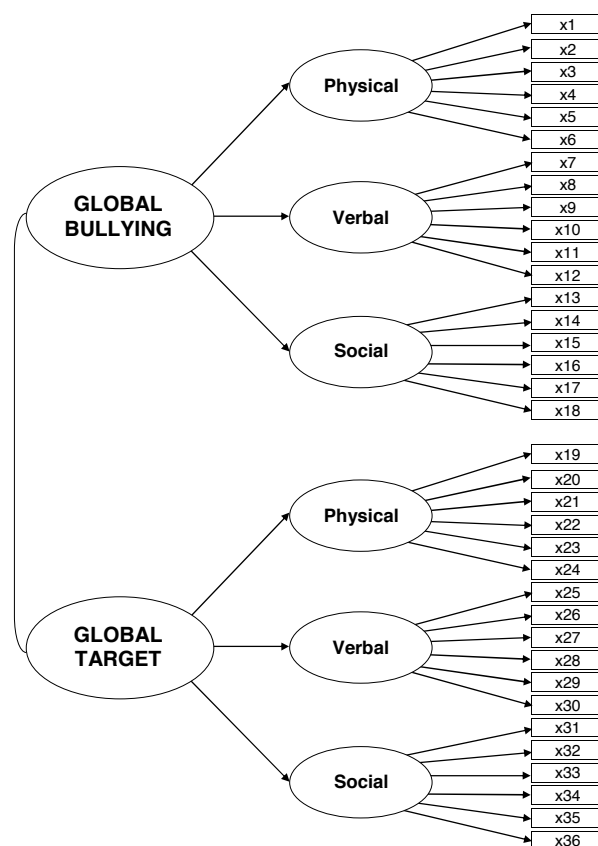 x1
x2
Physical
x3
x4
x5
x6
GLOBAL
BULLYING
x7
x8
Verbal
x9
x10
x11
x12
x13
x14
Social
x15
x16
x17
x18
x19
x20
Physical
x21
x22
x23
x24
GLOBAL
TARGET
x25
x26
Verbal
x27
x28
x29
x30
x31
x32
Social
x33
x34
x35
x36